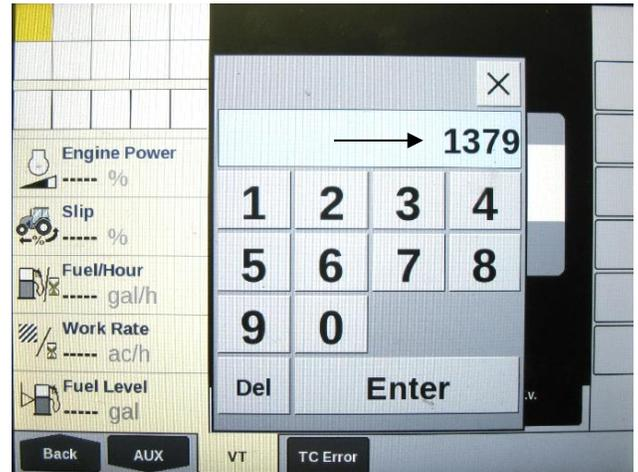 Engine Power
----- %
Slip
----- %
Fuel/Hour
----- gal/h
Work Rate
----- ac/h
Fuel Level
----- gal
×
1379
1 2 3 4
5 6 7 8
9 0
Del Enter
.v.
Back AUX VT TC Error